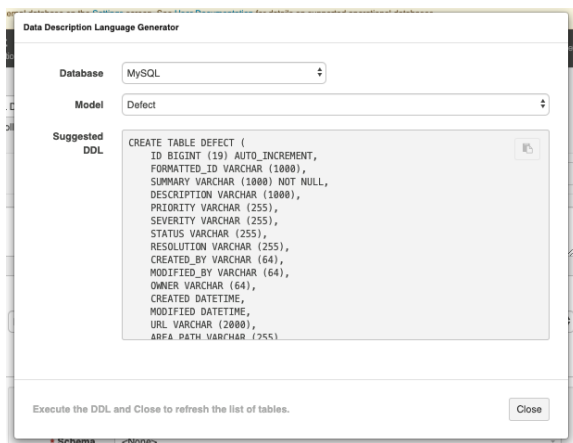 Data Description Language Generator
Database MySQL
Model Defect
Suggested DDL
CREATE TABLE DEFECT (
ID BIGINT (19) AUTO_INCREMENT,
FORMATTED_ID VARCHAR (1000),
SUMMARY VARCHAR (1000) NOT NULL,
DESCRIPTION VARCHAR (1000),
PRIORITY VARCHAR (255),
SEVERITY VARCHAR (255),
STATUS VARCHAR (255),
RESOLUTION VARCHAR (255),
CREATED_BY VARCHAR (64),
MODIFIED_BY VARCHAR (64),
OWNER VARCHAR (64),
CREATED DATETIME,
MODIFIED DATETIME,
URL VARCHAR (2000),
AREA_PATH VARCHAR (255)
Execute the DDL and Close to refresh the list of tables.
Close
* Schema <None>